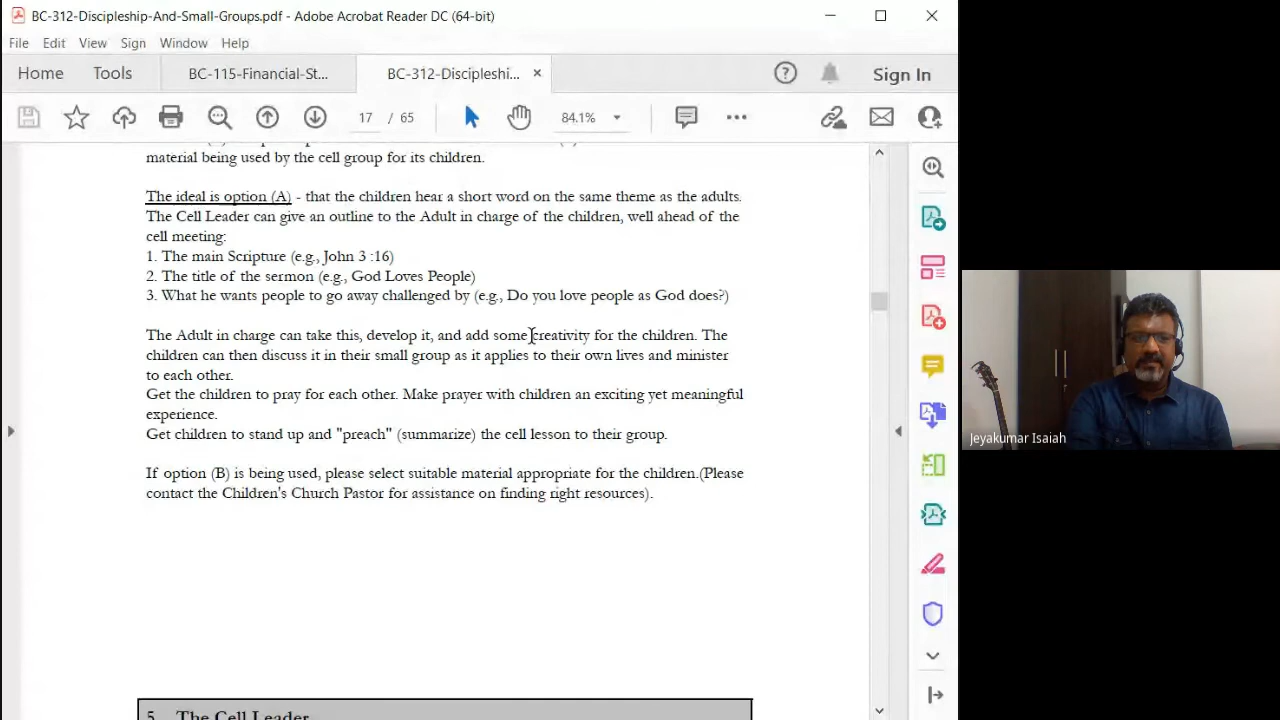 BC-312-Discipleship-And-Small-Groups.pdf - Adobe Acrobat Reader DC (64-bit)
File Edit View Sign Window Help
Home Tools BC-115-Financial-St... BC-312-Discipleshi... Sign In
17 / 65 84.1%
material being used by the cell group for its children.
The ideal is option (A) - that the children hear a short word on the same theme as the adults.
The Cell Leader can give an outline to the Adult in charge of the children, well ahead of the
cell meeting:
1. The main Scripture (e.g., John 3 :16)
2. The title of the sermon (e.g., God Loves People)
3. What he wants people to go away challenged by (e.g., Do you love people as God does?)
The Adult in charge can take this, develop it, and add some creativity for the children. The
children can then discuss it in their small group as it applies to their own lives and minister
to each other.
Get the children to pray for each other. Make prayer with children an exciting yet meaningful
experience.
Get children to stand up and "preach" (summarize) the cell lesson to their group.
If option (B) is being used, please select suitable material appropriate for the children.(Please
contact the Children's Church Pastor for assistance on finding right resources).
5. The Cell Leader
Jeyakumar Isaiah